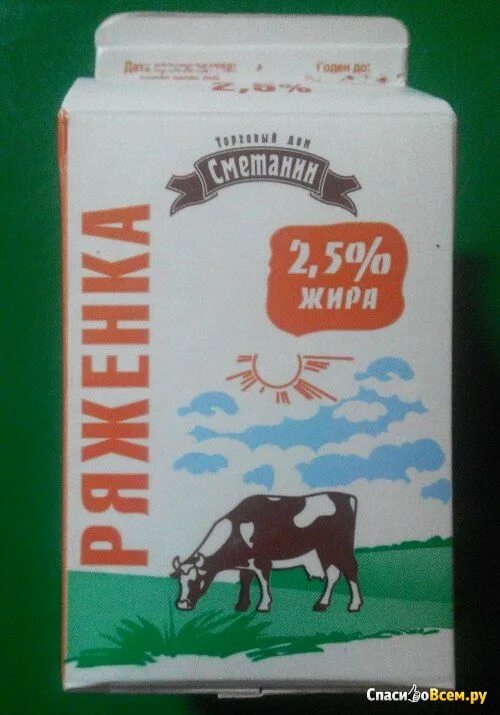 Дата производства: Годен до:
2,5%
Торговый дом
Сметанин
2,5%
ЖИРА
РЯЖЕНКА
СпасибоВсем.ру